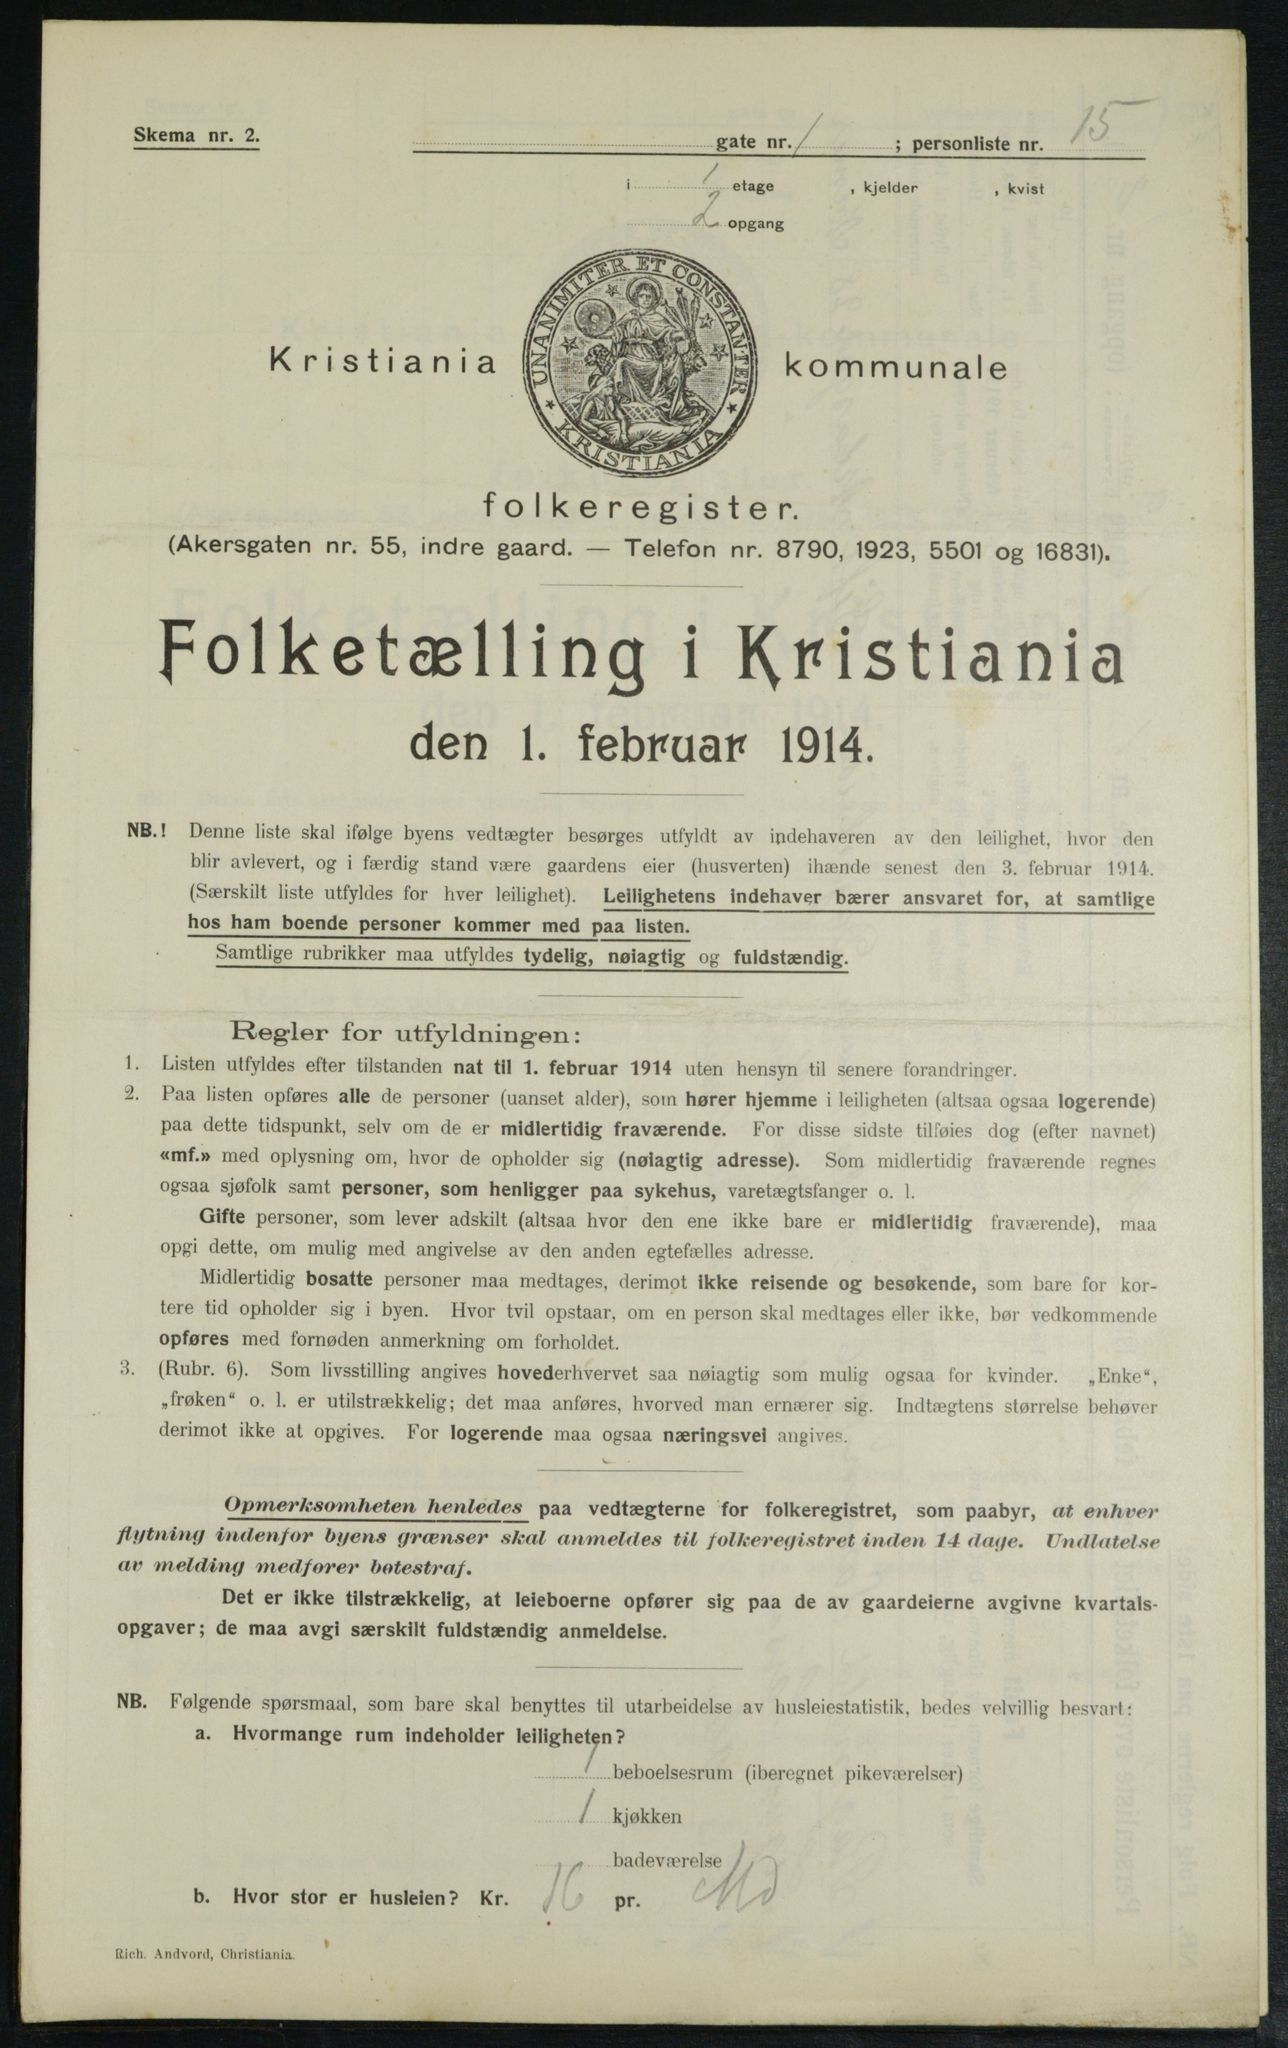 Skema nr. 2.
gate nr. 1 ; personliste nr. 15
i 1 etage , kjelder , kvist
2 opgang
UNANIMITER ET CONSTANTER
KRISTIANIA
Kristiania kommunale
folkeregister.
(Akersgaten nr. 55, indre gaard. — Telefon nr. 8790, 1923, 5501 og 16831).
Folketælling i Kristiania
den 1. februar 1914.
NB.! Denne liste skal ifølge byens vedtægter besørges utfyldt av indehaveren av den leilighet, hvor den
blir avlevert, og i færdig stand være gaardens eier (husverten) ihænde senest den 3. februar 1914.
(Særskilt liste utfyldes for hver leilighet). Leilighetens indehaver bærer ansvaret for, at samtlige
hos ham boende personer kommer med paa listen.
Samtlige rubrikker maa utfyldes tydelig, nøiagtig og fuldstændig.
Regler for utfyldningen:
1. Listen utfyldes efter tilstanden nat til 1. februar 1914 uten hensyn til senere forandringer.
2. Paa listen opføres alle de personer (uanset alder), som hører hjemme i leiligheten (altsaa ogsaa logerende)
paa dette tidspunkt, selv om de er midlertidig fraværende. For disse sidste tilføies dog (efter navnet)
«mf.» med oplysning om, hvor de opholder sig (nøiagtig adresse). Som midlertidig fraværende regnes
ogsaa sjøfolk samt personer, som henligger paa sykehus, varetægtsfanger o. l.
Gifte personer, som lever adskilt (altsaa hvor den ene ikke bare er midlertidig fraværende), maa
opgi dette, om mulig med angivelse av den anden egtefælles adresse.
Midlertidig bosatte personer maa medtages, derimot ikke reisende og besøkende, som bare for kor-
tere tid opholder sig i byen. Hvor tvil opstaar, om en person skal medtages eller ikke, bør vedkommende
opføres med fornøden anmerkning om forholdet.
3. (Rubr. 6). Som livsstilling angives hovederhvervet saa nøiagtig som mulig ogsaa for kvinder. „Enke“,
„frøken“ o. l. er utilstrækkelig; det maa anføres, hvorved man ernærer sig. Indtægtens størrelse behøver
derimot ikke at opgives. For logerende maa ogsaa næringsvei angives.
Opmerksomheten henledes paa vedtægterne for folkeregistret, som paabyr, at enhver
flytning indenfor byens grænser skal anmeldes til folkeregistret inden 14 dage. Undlatelse
av melding medfører bøtestraf.
Det er ikke tilstrækkelig, at leieboerne opfører sig paa de av gaardeierne avgivne kvartals-
opgaver; de maa avgi særskilt fuldstændig anmeldelse.
NB. Følgende spørsmaal, som bare skal benyttes til utarbeidelse av husleiestatistik, bedes velvillig besvart:
a. Hvormange rum indeholder leiligheten?
1 beboelsesrum (iberegnet pikeværelser)
1 kjøkken
badeværelse
b. Hvor stor er husleien? Kr. 16 pr. Md
Rich. Andvord, Christiania.